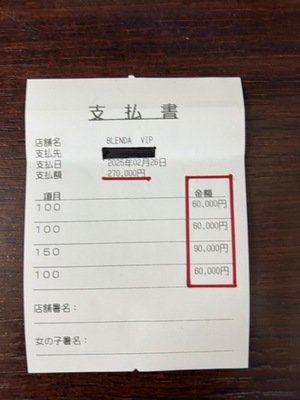 支払書
店舗名 BLENDA VIP
支払先
支払日 2025年02月26日
支払額 270,000円
項目 金額
100 60,000円
100 60,000円
150 90,000円
100 60,000円
店舗署名:
女の子署名: